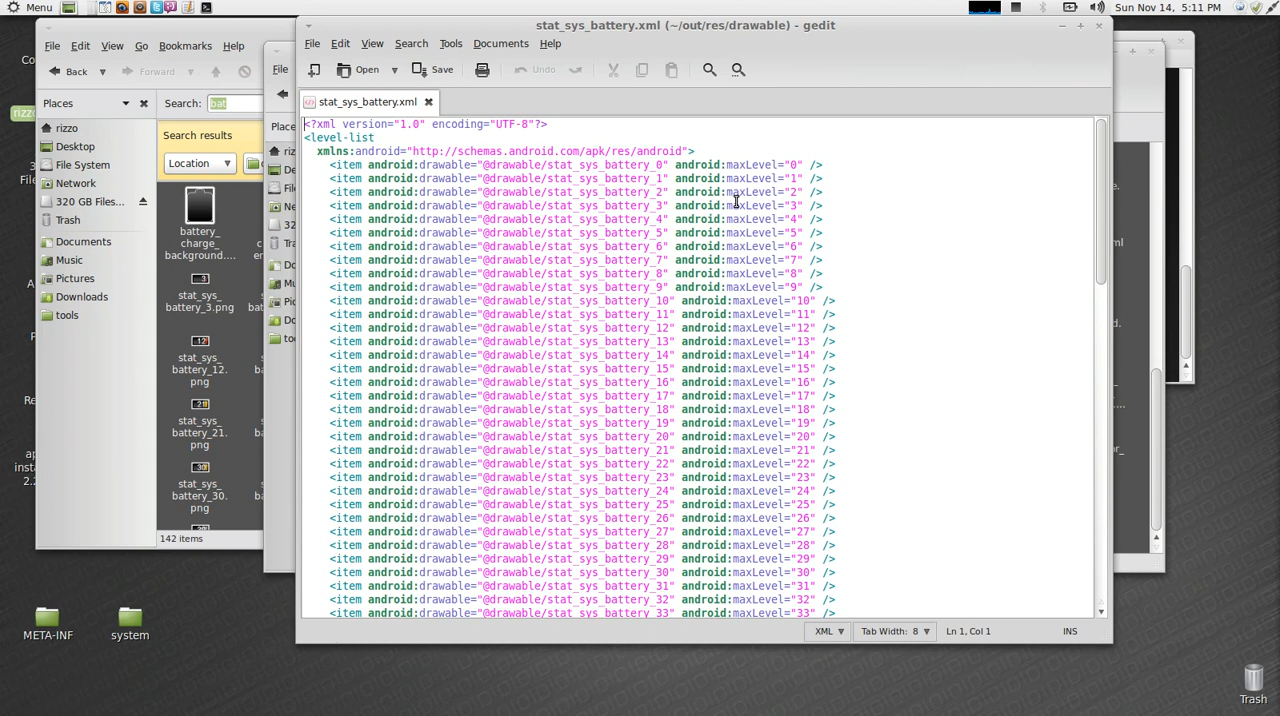 Menu
Sun Nov 14, 5:11 PM
stat_sys_battery.xml (~/out/res/drawable) - gedit
File Edit View Go Bookmarks Help
Back Forward
Places
Search: bat
rizzo
Desktop
File System
Network
320 GB Files...
Trash
Documents
Music
Pictures
Downloads
tools
Search results
Location
battery_
charge_
background....
stat_sys_
battery_3.png
stat_sys_
battery_12.
png
stat_sys_
battery_21.
png
stat_sys_
battery_30.
png
142 items
File
File Edit View Search Tools Documents Help
Open Save Undo
stat_sys_battery.xml
<?xml version="1.0" encoding="UTF-8"?>
<level-list
xmlns:android="http://schemas.android.com/apk/res/android">
<item android:drawable="@drawable/stat_sys_battery_0" android:maxLevel="0" />
<item android:drawable="@drawable/stat_sys_battery_1" android:maxLevel="1" />
<item android:drawable="@drawable/stat_sys_battery_2" android:maxLevel="2" />
<item android:drawable="@drawable/stat_sys_battery_3" android:maxLevel="3" />
<item android:drawable="@drawable/stat_sys_battery_4" android:maxLevel="4" />
<item android:drawable="@drawable/stat_sys_battery_5" android:maxLevel="5" />
<item android:drawable="@drawable/stat_sys_battery_6" android:maxLevel="6" />
<item android:drawable="@drawable/stat_sys_battery_7" android:maxLevel="7" />
<item android:drawable="@drawable/stat_sys_battery_8" android:maxLevel="8" />
<item android:drawable="@drawable/stat_sys_battery_9" android:maxLevel="9" />
<item android:drawable="@drawable/stat_sys_battery_10" android:maxLevel="10" />
<item android:drawable="@drawable/stat_sys_battery_11" android:maxLevel="11" />
<item android:drawable="@drawable/stat_sys_battery_12" android:maxLevel="12" />
<item android:drawable="@drawable/stat_sys_battery_13" android:maxLevel="13" />
<item android:drawable="@drawable/stat_sys_battery_14" android:maxLevel="14" />
<item android:drawable="@drawable/stat_sys_battery_15" android:maxLevel="15" />
<item android:drawable="@drawable/stat_sys_battery_16" android:maxLevel="16" />
<item android:drawable="@drawable/stat_sys_battery_17" android:maxLevel="17" />
<item android:drawable="@drawable/stat_sys_battery_18" android:maxLevel="18" />
<item android:drawable="@drawable/stat_sys_battery_19" android:maxLevel="19" />
<item android:drawable="@drawable/stat_sys_battery_20" android:maxLevel="20" />
<item android:drawable="@drawable/stat_sys_battery_21" android:maxLevel="21" />
<item android:drawable="@drawable/stat_sys_battery_22" android:maxLevel="22" />
<item android:drawable="@drawable/stat_sys_battery_23" android:maxLevel="23" />
<item android:drawable="@drawable/stat_sys_battery_24" android:maxLevel="24" />
<item android:drawable="@drawable/stat_sys_battery_25" android:maxLevel="25" />
<item android:drawable="@drawable/stat_sys_battery_26" android:maxLevel="26" />
<item android:drawable="@drawable/stat_sys_battery_27" android:maxLevel="27" />
<item android:drawable="@drawable/stat_sys_battery_28" android:maxLevel="28" />
<item android:drawable="@drawable/stat_sys_battery_29" android:maxLevel="29" />
<item android:drawable="@drawable/stat_sys_battery_30" android:maxLevel="30" />
<item android:drawable="@drawable/stat_sys_battery_31" android:maxLevel="31" />
<item android:drawable="@drawable/stat_sys_battery_32" android:maxLevel="32" />
<item android:drawable="@drawable/stat_sys_battery_33" android:maxLevel="33" />
XML Tab Width: 8 Ln 1, Col 1 INS
META-INF
system
Trash